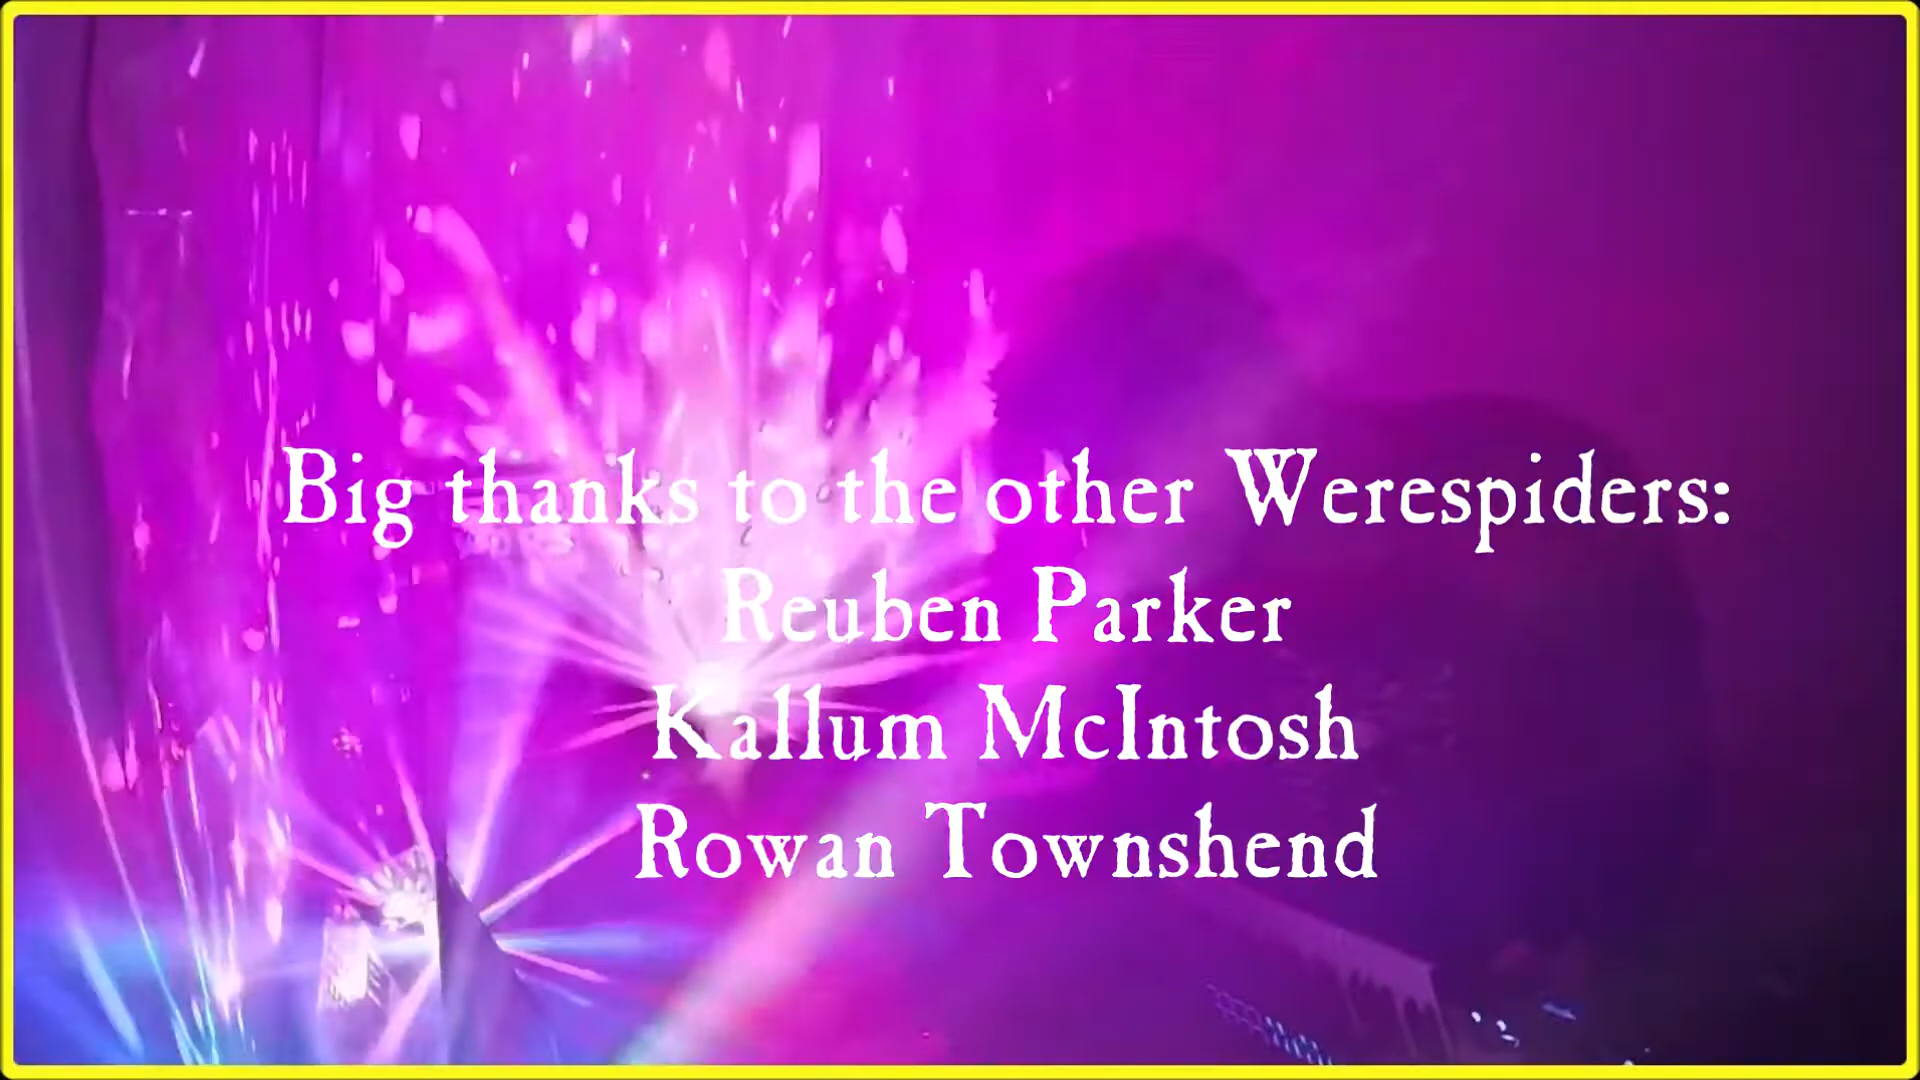 Big thanks to the other Werespiders:
Reuben Parker
Kallum McIntosh
Rowan Townshend